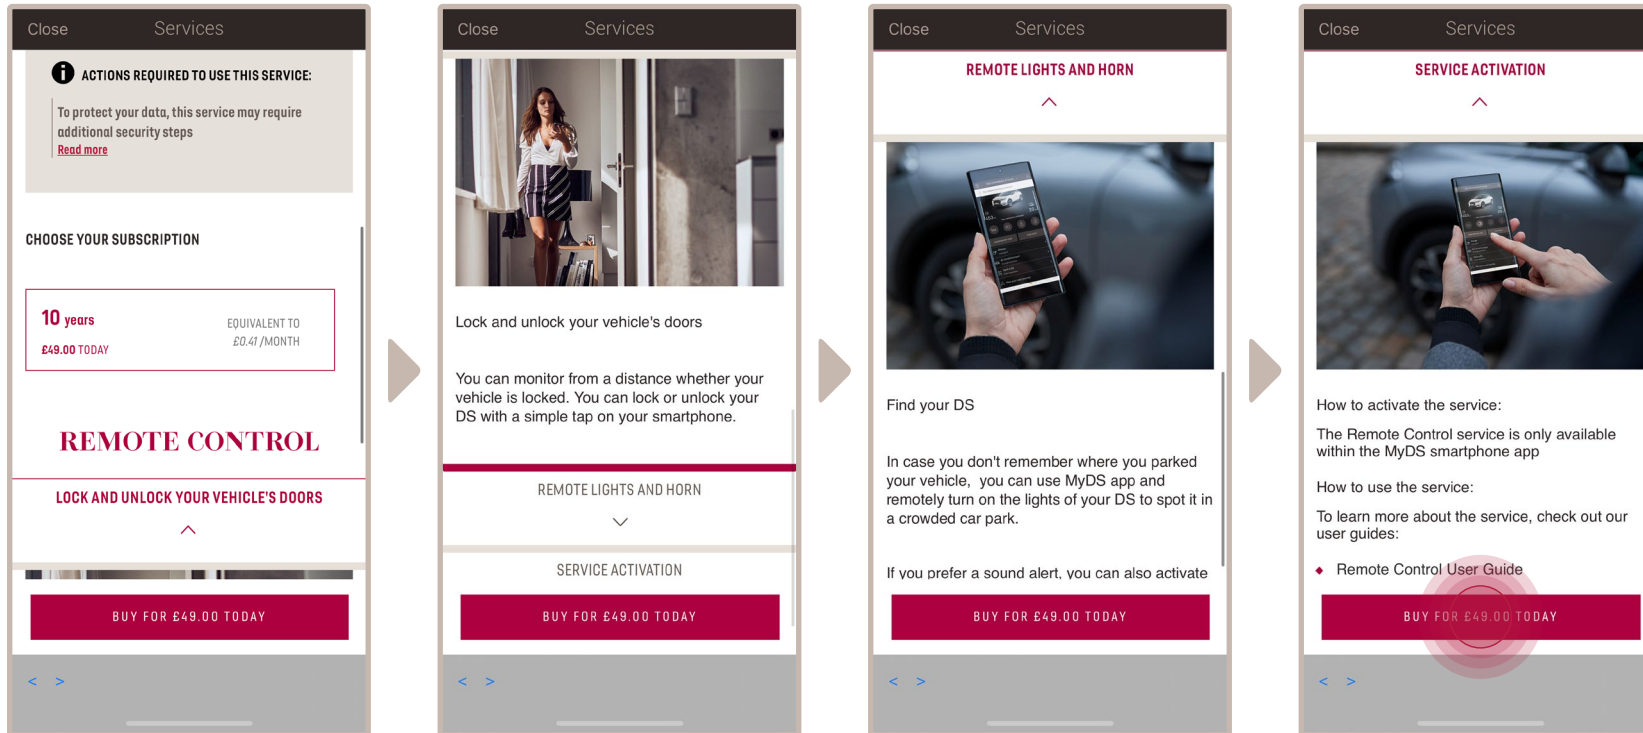 Close Services
ACTIONS REQUIRED TO USE THIS SERVICE:
To protect your data, this service may require
additional security steps
Read more
CHOOSE YOUR SUBSCRIPTION
10 years
£49.00 TODAY
EQUIVALENT TO
£0.41 /MONTH
REMOTE CONTROL
LOCK AND UNLOCK YOUR VEHICLE'S DOORS
BUY FOR £49.00 TODAY
< >
Close Services
Lock and unlock your vehicle's doors
You can monitor from a distance whether your
vehicle is locked. You can lock or unlock your
DS with a simple tap on your smartphone.
REMOTE LIGHTS AND HORN
SERVICE ACTIVATION
BUY FOR £49.00 TODAY
< >
Close Services
REMOTE LIGHTS AND HORN
Find your DS
In case you don't remember where you parked
your vehicle, you can use MyDS app and
remotely turn on the lights of your DS to spot it in
a crowded car park.
If you prefer a sound alert, you can also activate
BUY FOR £49.00 TODAY
< >
Close Services
SERVICE ACTIVATION
How to activate the service:
The Remote Control service is only available
within the MyDS smartphone app
How to use the service:
To learn more about the service, check out our
user guides:
Remote Control User Guide
BUY FOR £49.00 TODAY
< >